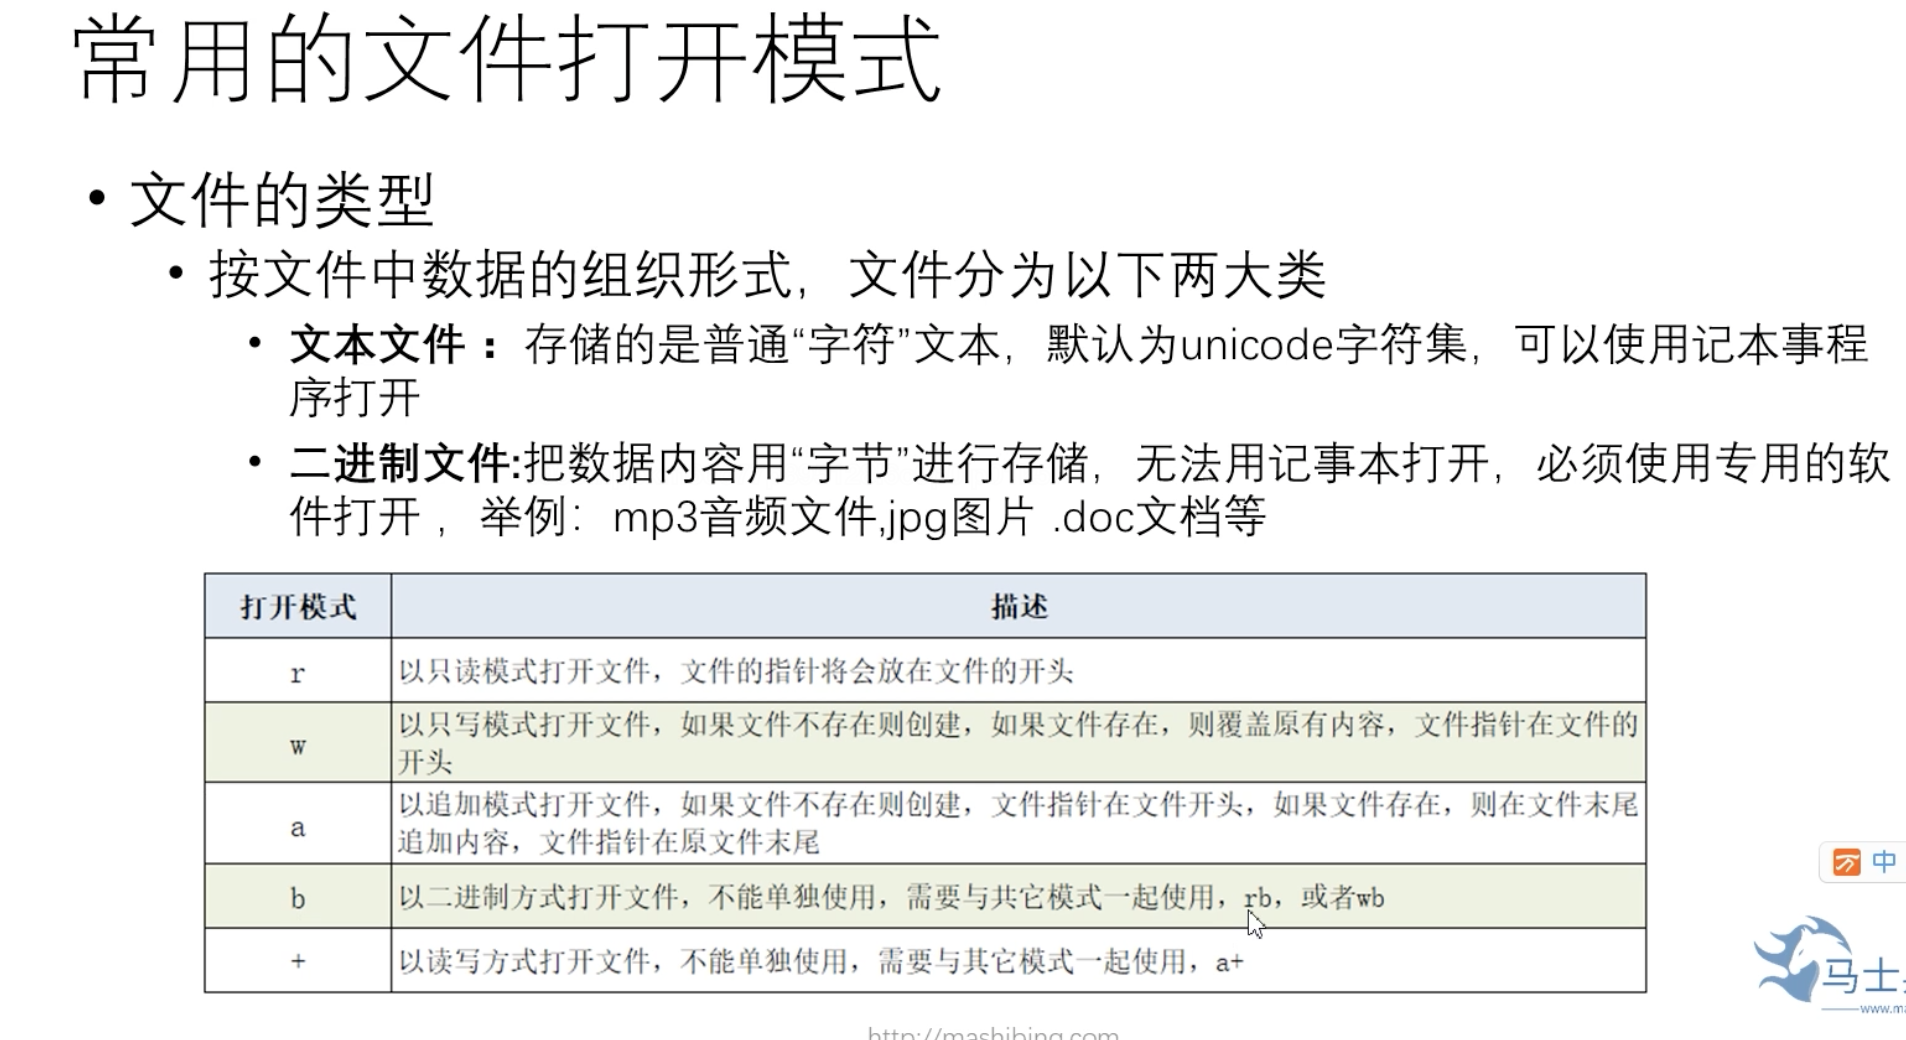 常用的文件打开模式
• 文件的类型
• 按文件中数据的组织形式，文件分为以下两大类
• 文本文件 ：存储的是普通“字符”文本，默认为unicode字符集，可以使用记本事程
序打开
• 二进制文件:把数据内容用“字节”进行存储，无法用记事本打开，必须使用专用的软
件打开 ，举例：mp3音频文件,jpg图片 .doc文档等
打开模式 描述
r 以只读模式打开文件，文件的指针将会放在文件的开头
w 以只写模式打开文件，如果文件不存在则创建，如果文件存在，则覆盖原有内容，文件指针在文件的
开头
a 以追加模式打开文件，如果文件不存在则创建，文件指针在文件开头，如果文件存在，则在文件末尾
追加内容，文件指针在原文件末尾
b 以二进制方式打开文件，不能单独使用，需要与共它模式一起使用，rb，或者wb
+ 以读写方式打开文件，不能单独使用，需要与其它模式一起使用，a+
中
马士
http://mashibing.com